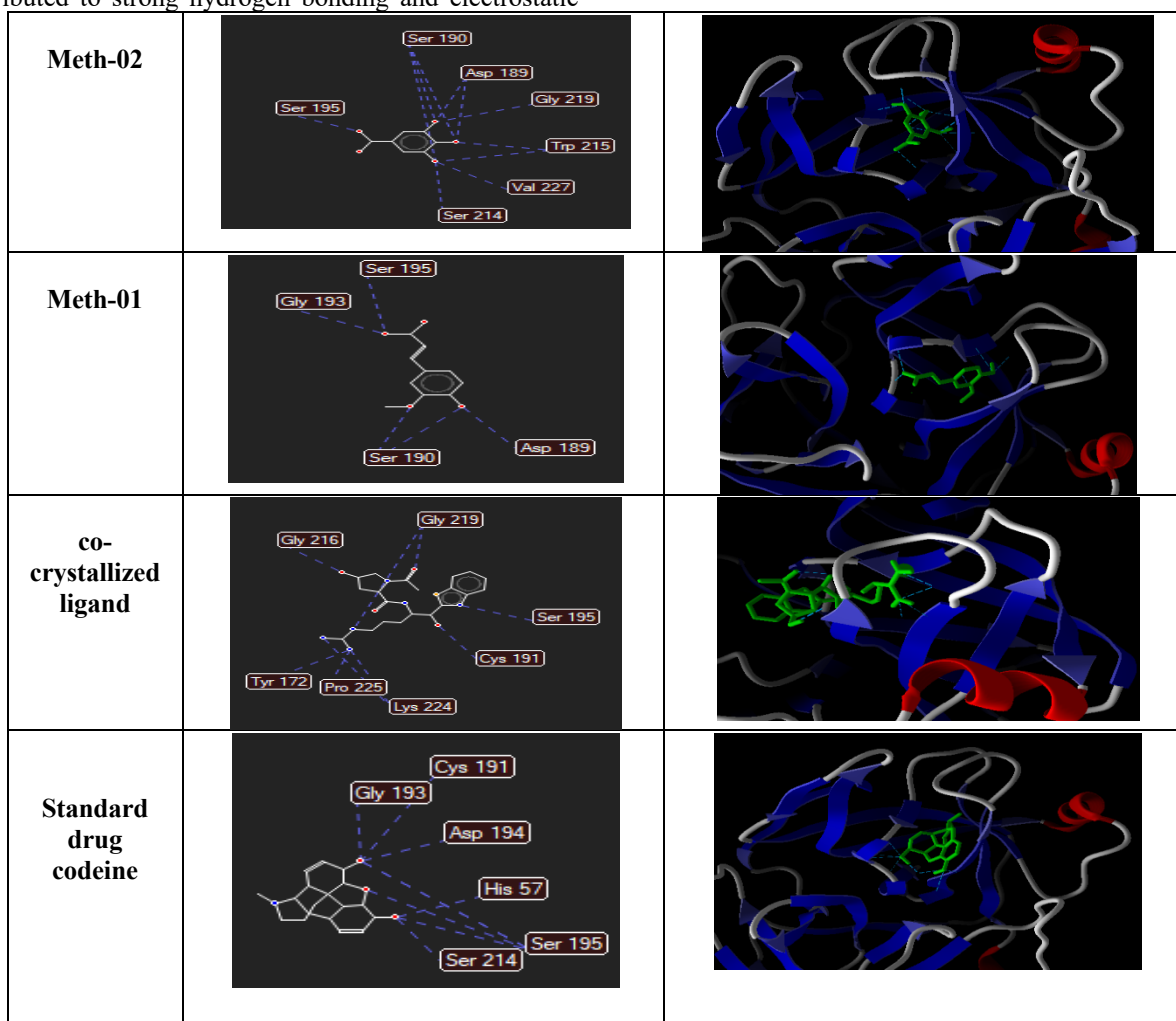 ibuted to strong hydrogen bonding and electrostatic
Meth-02
Ser 190
Asp 189
Gly 219
Ser 195
Trp 215
Val 227
Ser 214
Meth-01
Ser 195
Gly 193
Ser 190
Asp 189
co-
crystallized
ligand
Gly 219
Gly 216
Ser 195
Cys 191
Tyr 172
Pro 225
Lys 224
Standard
drug
codeine
Cys 191
Gly 193
Asp 194
His 57
Ser 195
Ser 214